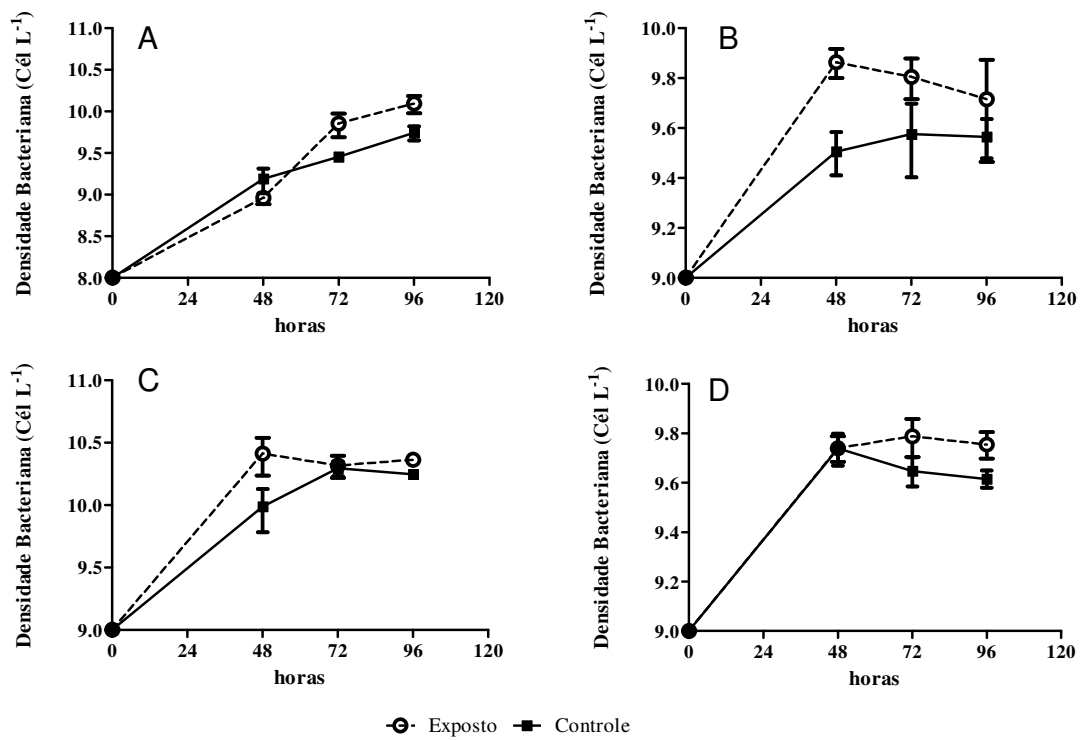 A
Densidade Bacteriana (Cél L-1)
11.0
10.5
10.0
9.5
9.0
8.5
8.0
0 24 48 72 96 120
horas
B
Densidade Bacteriana (Cél L-1)
10.0
9.8
9.6
9.4
9.2
9.0
0 24 48 72 96 120
horas
C
Densidade Bacteriana (Cél L-1)
11.0
10.5
10.0
9.5
9.0
0 24 48 72 96 120
horas
D
Densidade Bacteriana (Cél L-1)
10.0
9.8
9.6
9.4
9.2
9.0
0 24 48 72 96 120
horas
Exposto Controle